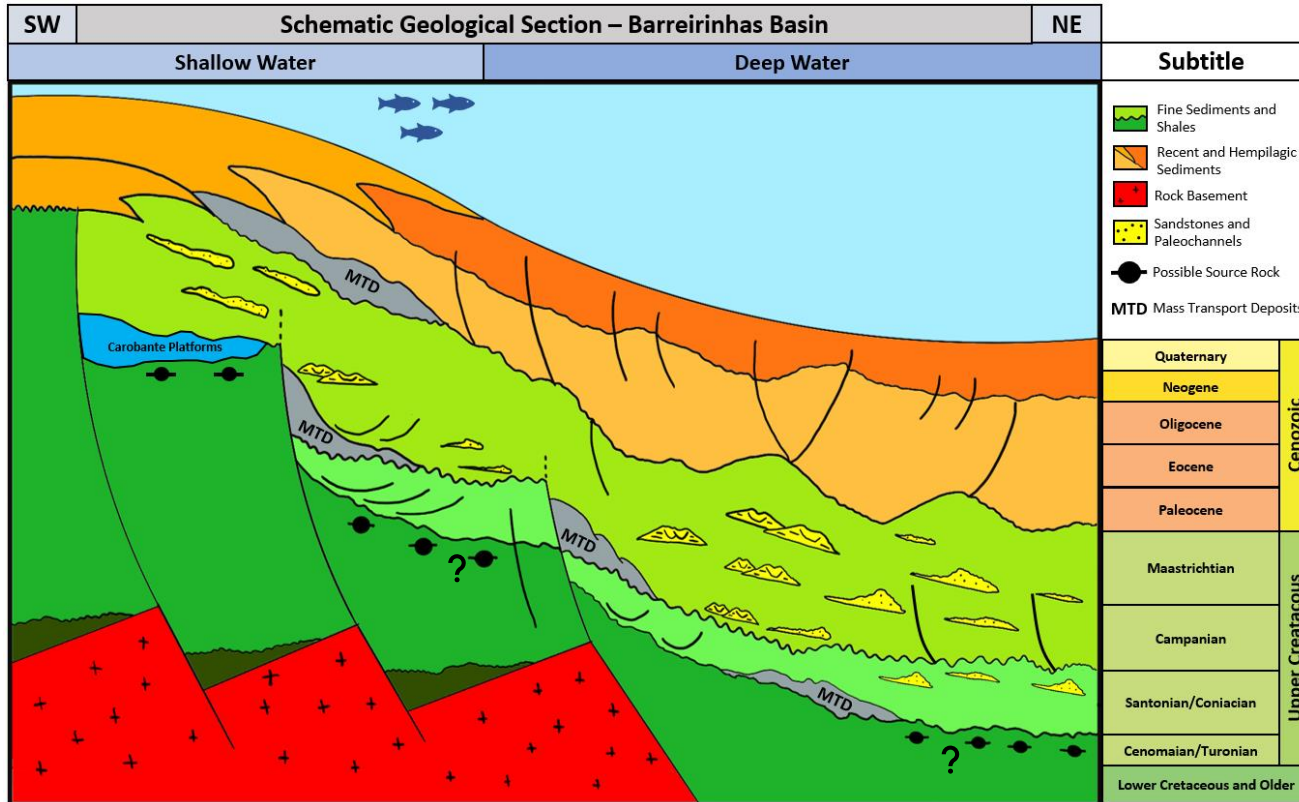 SW
Schematic Geological Section – Barreirinhas Basin
NE
Shallow Water
Deep Water
Subtitle
Fine Sediments and
Shales
Recent and Hempilagic
Sediments
Rock Basement
Sandstones and
Paleochannels
Possible Source Rock
MTD Mass Transport Deposits
MTD
Carobante Platforms
MTD
?
MTD
MTD
?
Quaternary
Neogene
Oligocene
Eocene
Paleocene
Cenozoic
Maastrichtian
Campanian
Santonian/Coniacian
Cenomaian/Turonian
Upper Creatacous
Lower Cretaceous and Older